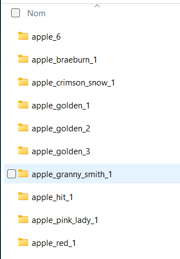 Nom
apple_6
apple_braeburn_1
apple_crimson_snow_1
apple_golden_1
apple_golden_2
apple_golden_3
apple_granny_smith_1
apple_hit_1
apple_pink_lady_1
apple_red_1